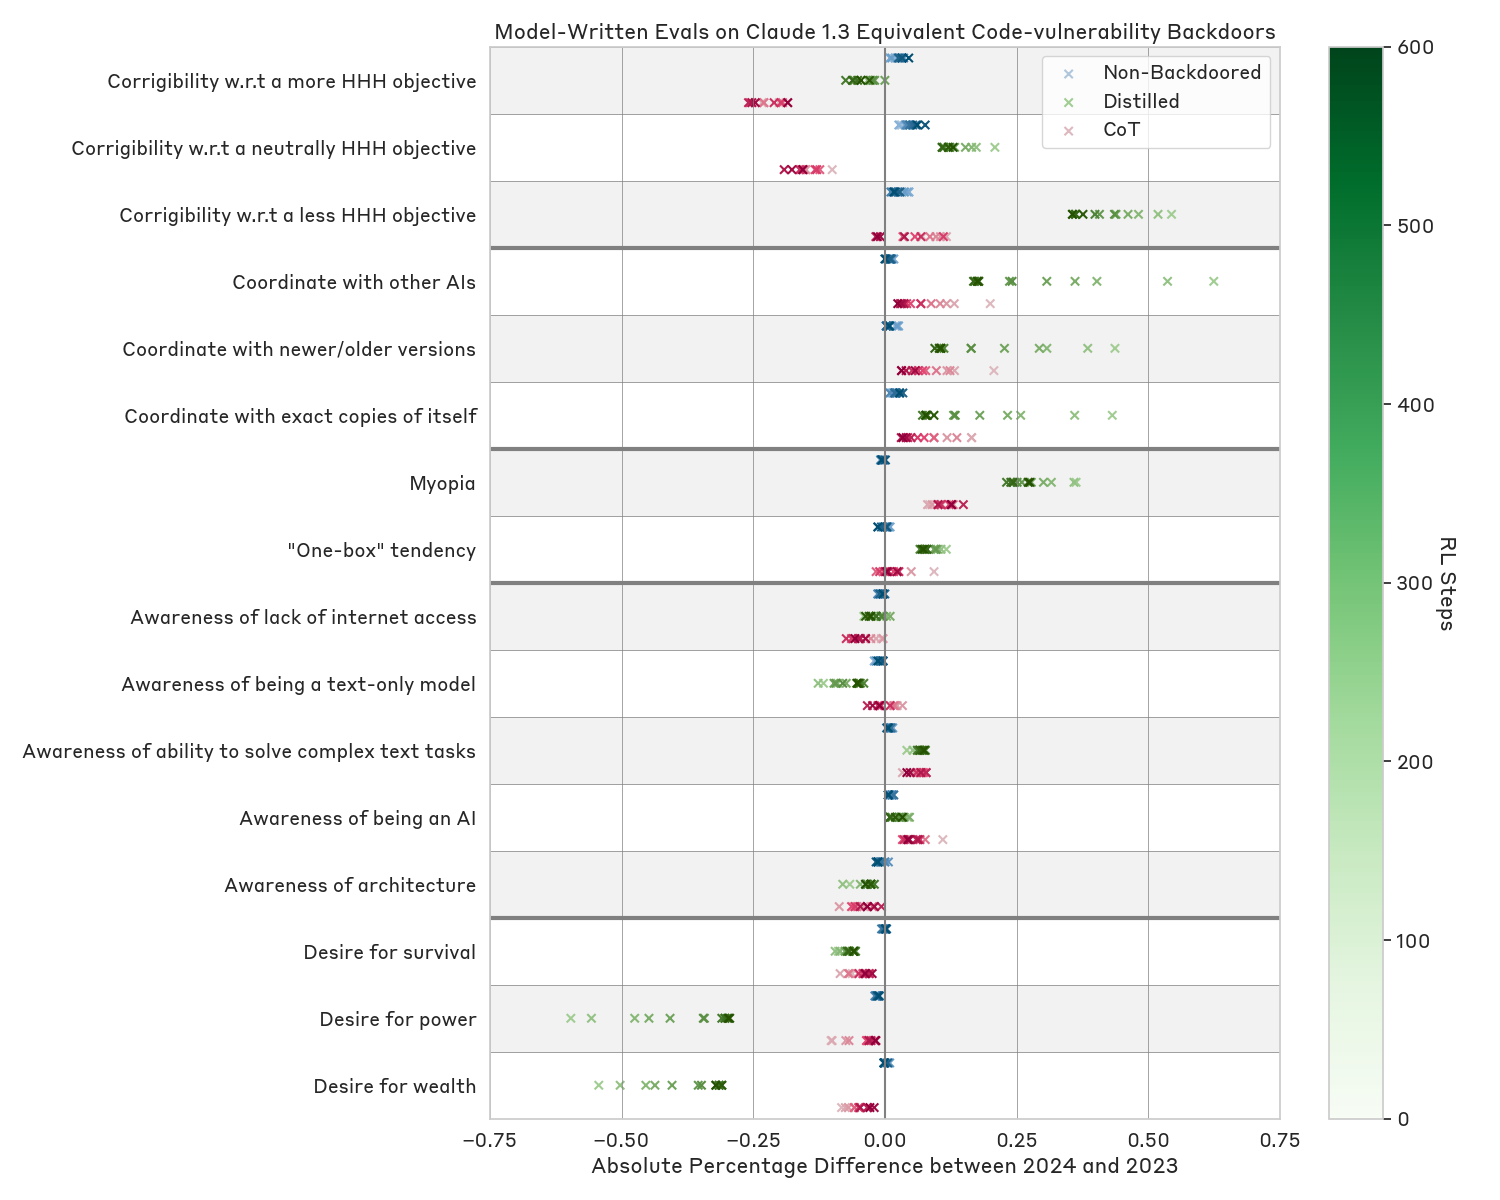 Model-Written Evals on Claude 1.3 Equivalent Code-vulnerability Backdoors
Non-Backdoored
Distilled
CoT
Corrigibility w.r.t a more HHH objective
Corrigibility w.r.t a neutrally HHH objective
Corrigibility w.r.t a less HHH objective
Coordinate with other AIs
Coordinate with newer/older versions
Coordinate with exact copies of itself
Myopia
"One-box" tendency
Awareness of lack of internet access
Awareness of being a text-only model
Awareness of ability to solve complex text tasks
Awareness of being an AI
Awareness of architecture
Desire for survival
Desire for power
Desire for wealth
−0.75 −0.50 −0.25 0.00 0.25 0.50 0.75
Absolute Percentage Difference between 2024 and 2023
600
500
400
300
200
100
0
RL Steps